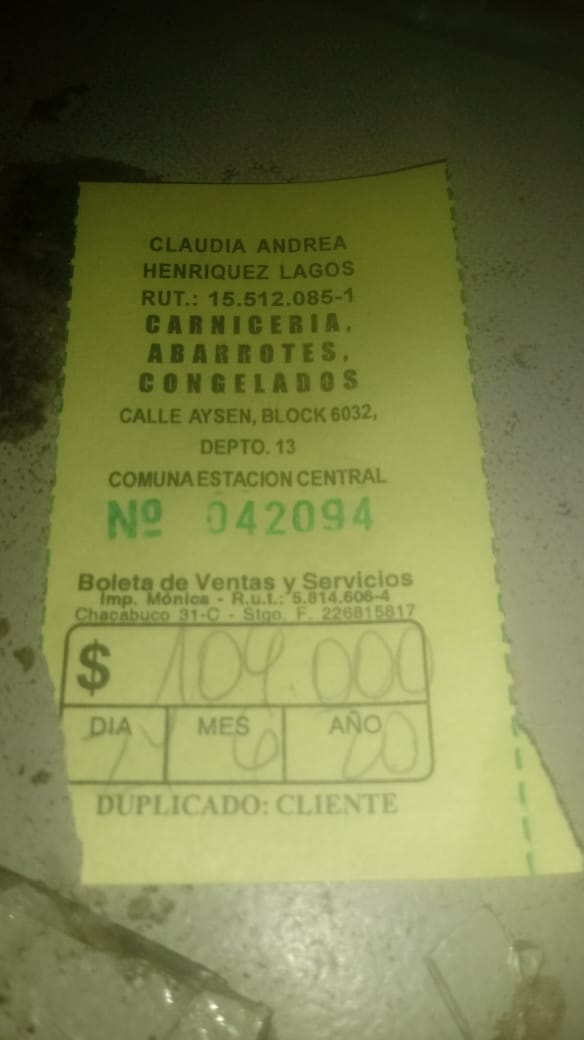 CLAUDIA ANDREA
HENRIQUEZ LAGOS
RUT.: 15.512.085-1
CARNICERIA,
ABARROTES,
CONGELADOS
CALLE AYSEN, BLOCK 6032,
DEPTO. 13
COMUNA ESTACION CENTRAL
Nº 042094
Boleta de Ventas y Servicios
Imp. Mónica - R.u.t.: 5.814.606-4
Chacabuco 31-C - Stgo. F. 226815817
$ 104.000
DIA MES AÑO
6 20
DUPLICADO: CLIENTE